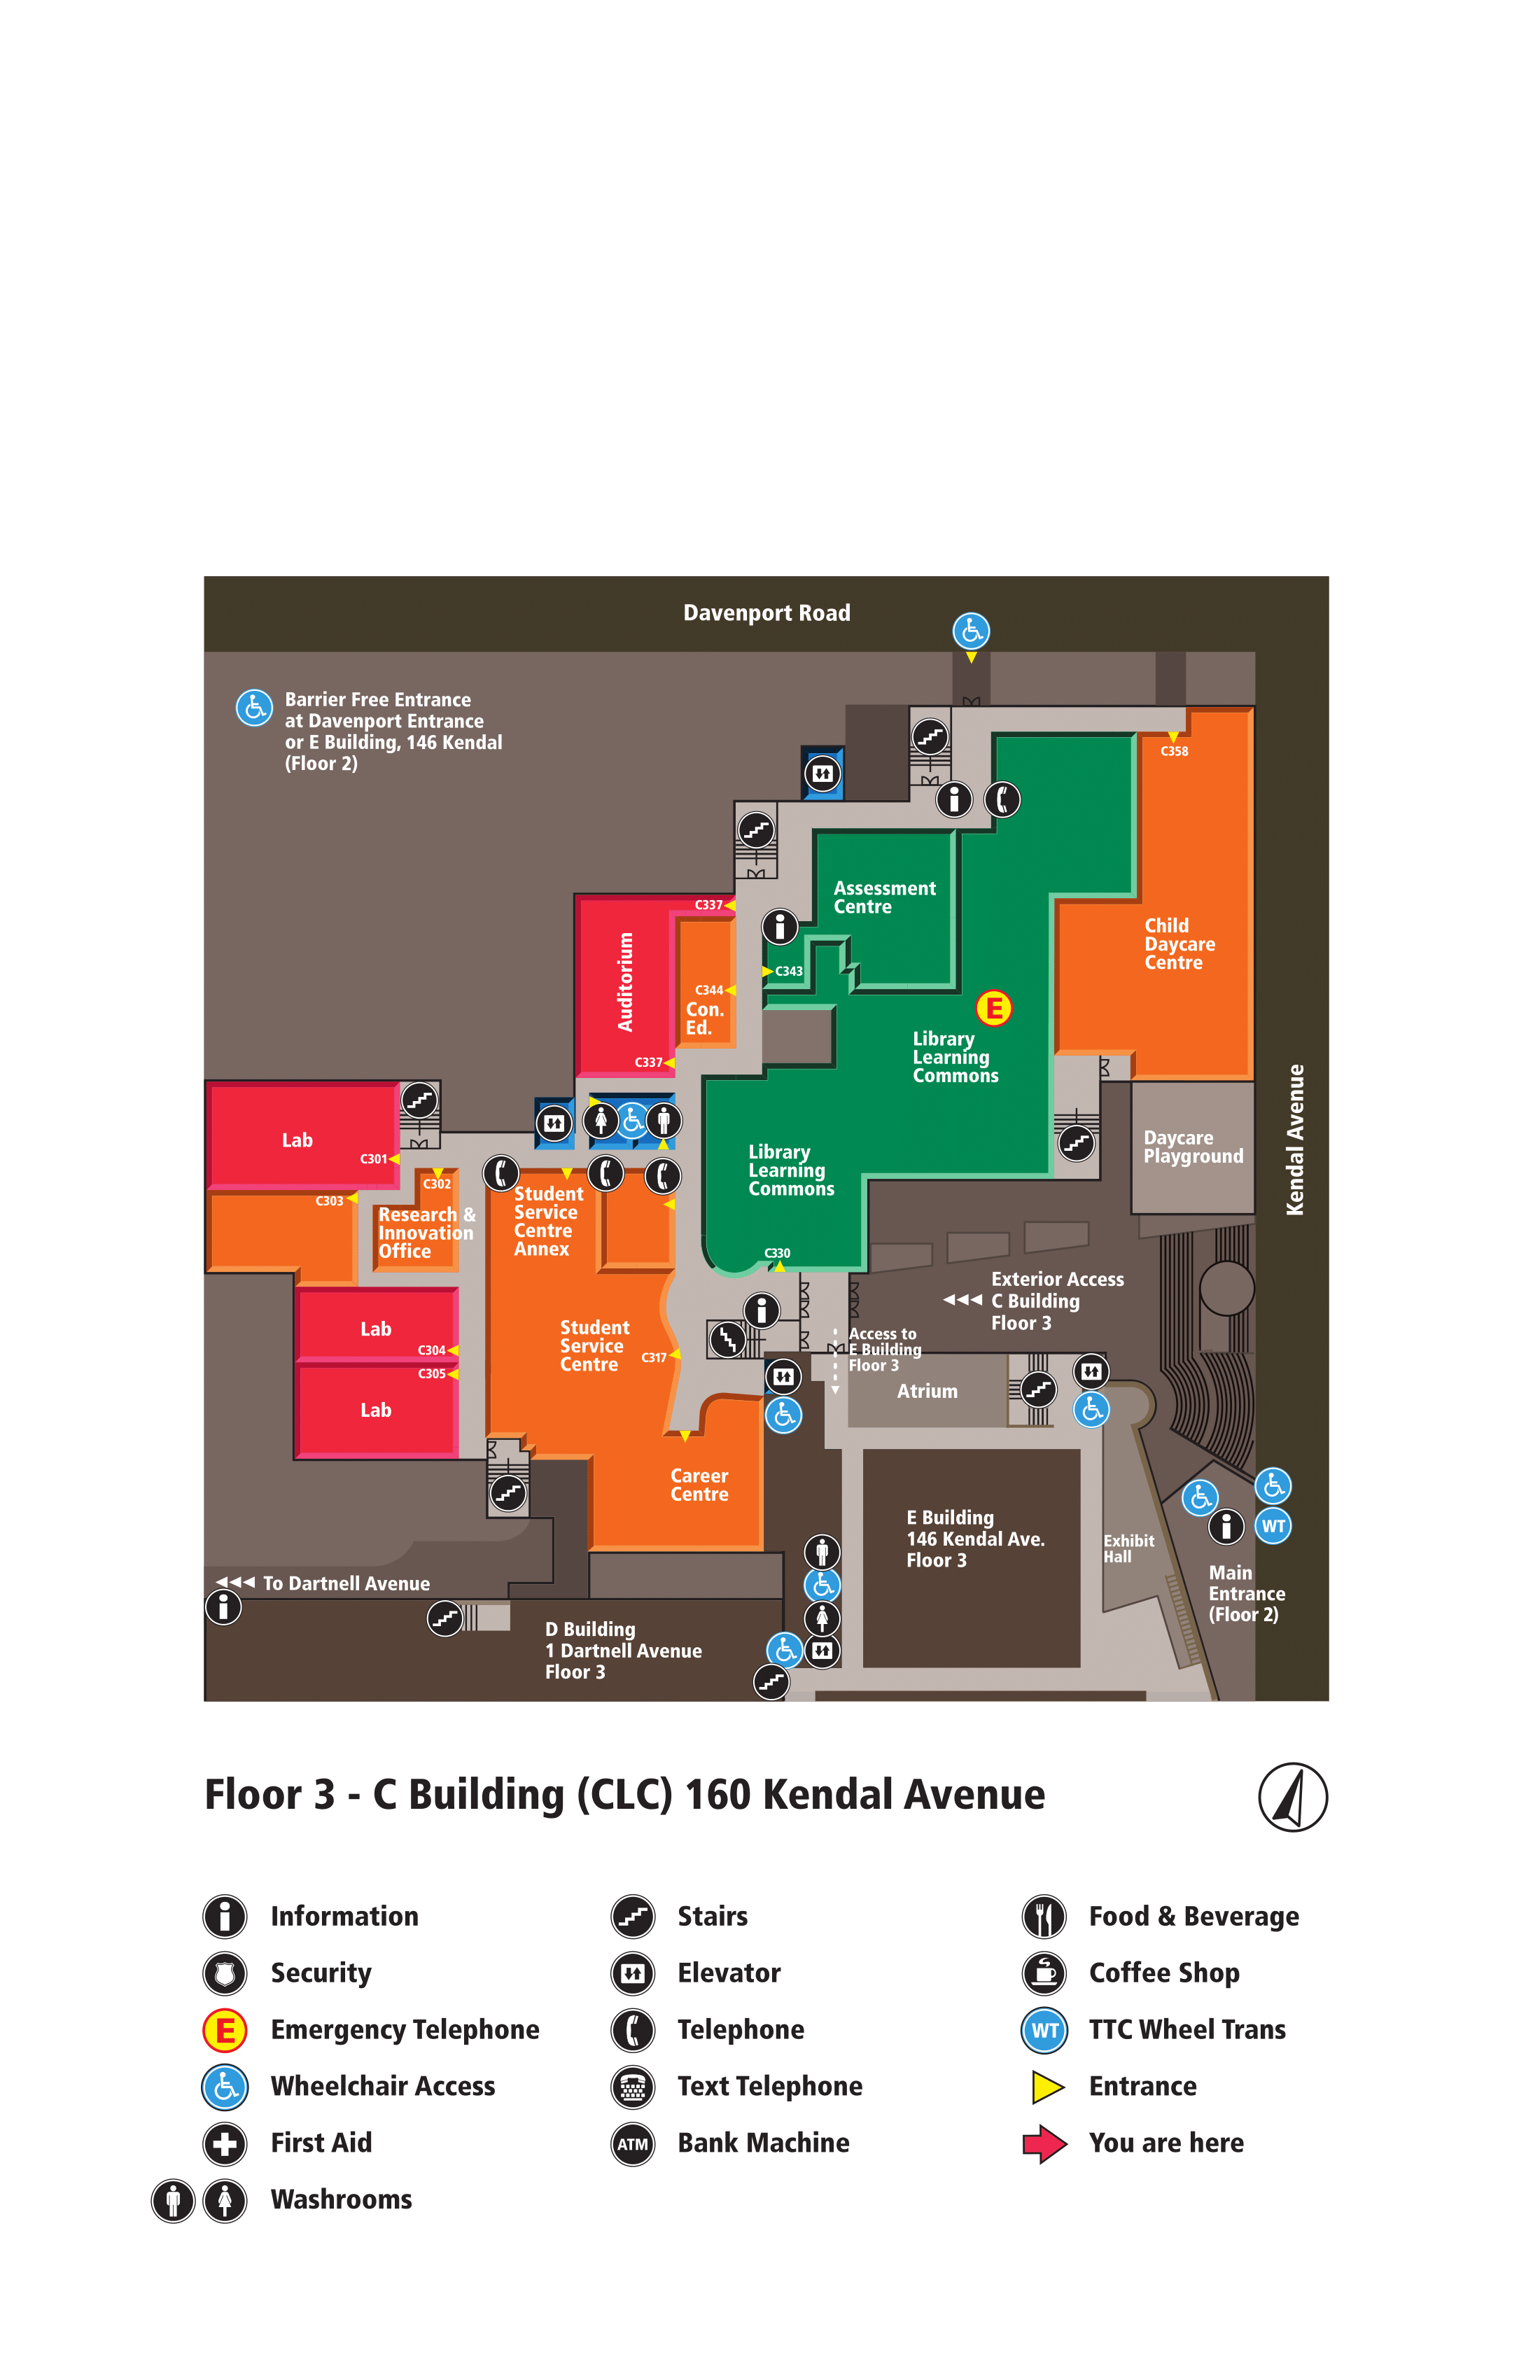 Davenport Road
Barrier Free Entrance
at Davenport Entrance
or E Building, 146 Kendal
(Floor 2)
C358
Assessment
Centre
C337
Auditorium
C343
C344
Con.
Ed.
C337
Child
Daycare
Centre
E
Library
Learning
Commons
Kendal Avenue
Lab
C301
C302
C303
Research &
Innovation
Office
Student
Service
Centre
Annex
Library
Learning
Commons
Daycare
Playground
C330
Exterior Access
C Building
Floor 3
Lab
C304
C305
Lab
Student
Service
Centre
C317
Access to
E Building
Floor 3
Atrium
Career
Centre
E Building
146 Kendal Ave.
Floor 3
Exhibit
Hall
WT
Main
Entrance
(Floor 2)
To Dartnell Avenue
D Building
1 Dartnell Avenue
Floor 3
Floor 3 - C Building (CLC) 160 Kendal Avenue
Information
Security
E Emergency Telephone
Wheelchair Access
First Aid
Washrooms
Stairs
Elevator
Telephone
Text Telephone
ATM Bank Machine
Food & Beverage
Coffee Shop
WT TTC Wheel Trans
Entrance
You are here